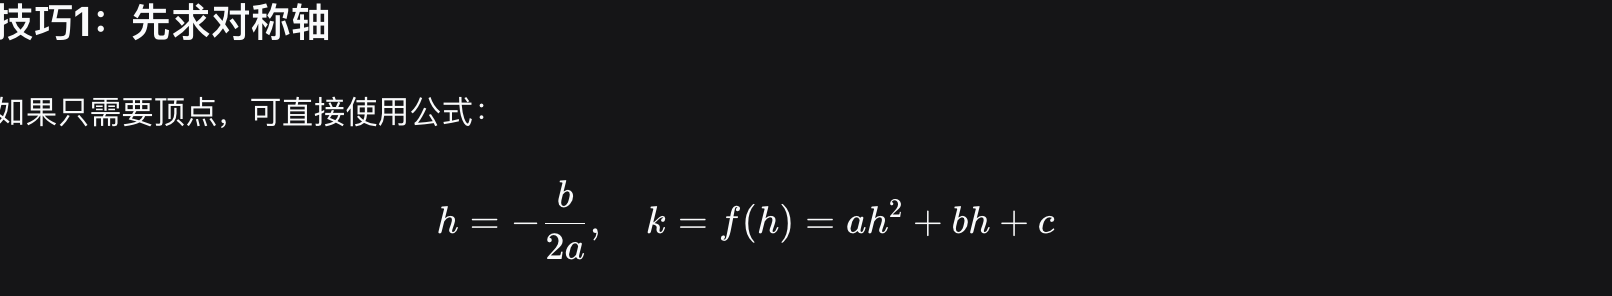 技巧1：先求对称轴
如果只需要顶点，可直接使用公式：
h = −b/2a,  k = f(h) = ah² + bh + c